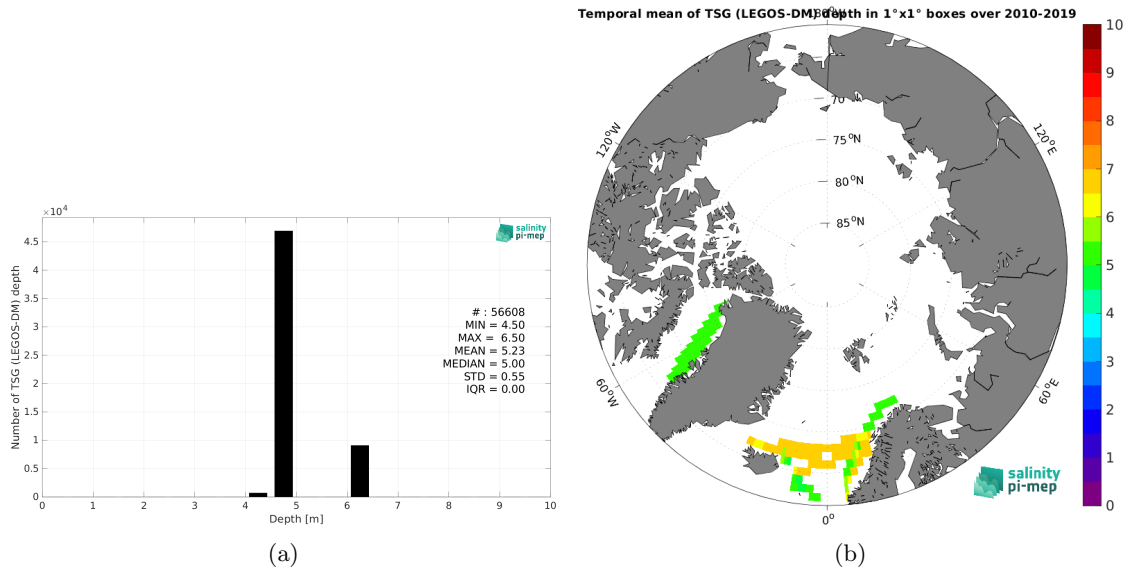 ×10⁴
4.5
4
3.5
3
2.5
2
1.5
1
0.5
0
Number of TSG (LEGOS-DM) depth
salinity
pi-mep
# : 56608
MIN = 4.50
MAX = 6.50
MEAN = 5.23
MEDIAN = 5.00
STD = 0.55
IQR = 0.00
0 1 2 3 4 5 6 7 8 9 10
Depth [m]
(a)
Temporal mean of TSG (LEGOS-DM) depth in 1°x1° boxes over 2010-2019
180°W
70
75°N
80°N
85°N
120°W
120°E
60°W
60°E
0°
salinity
pi-mep
10
9
8
7
6
5
4
3
2
1
0
(b)